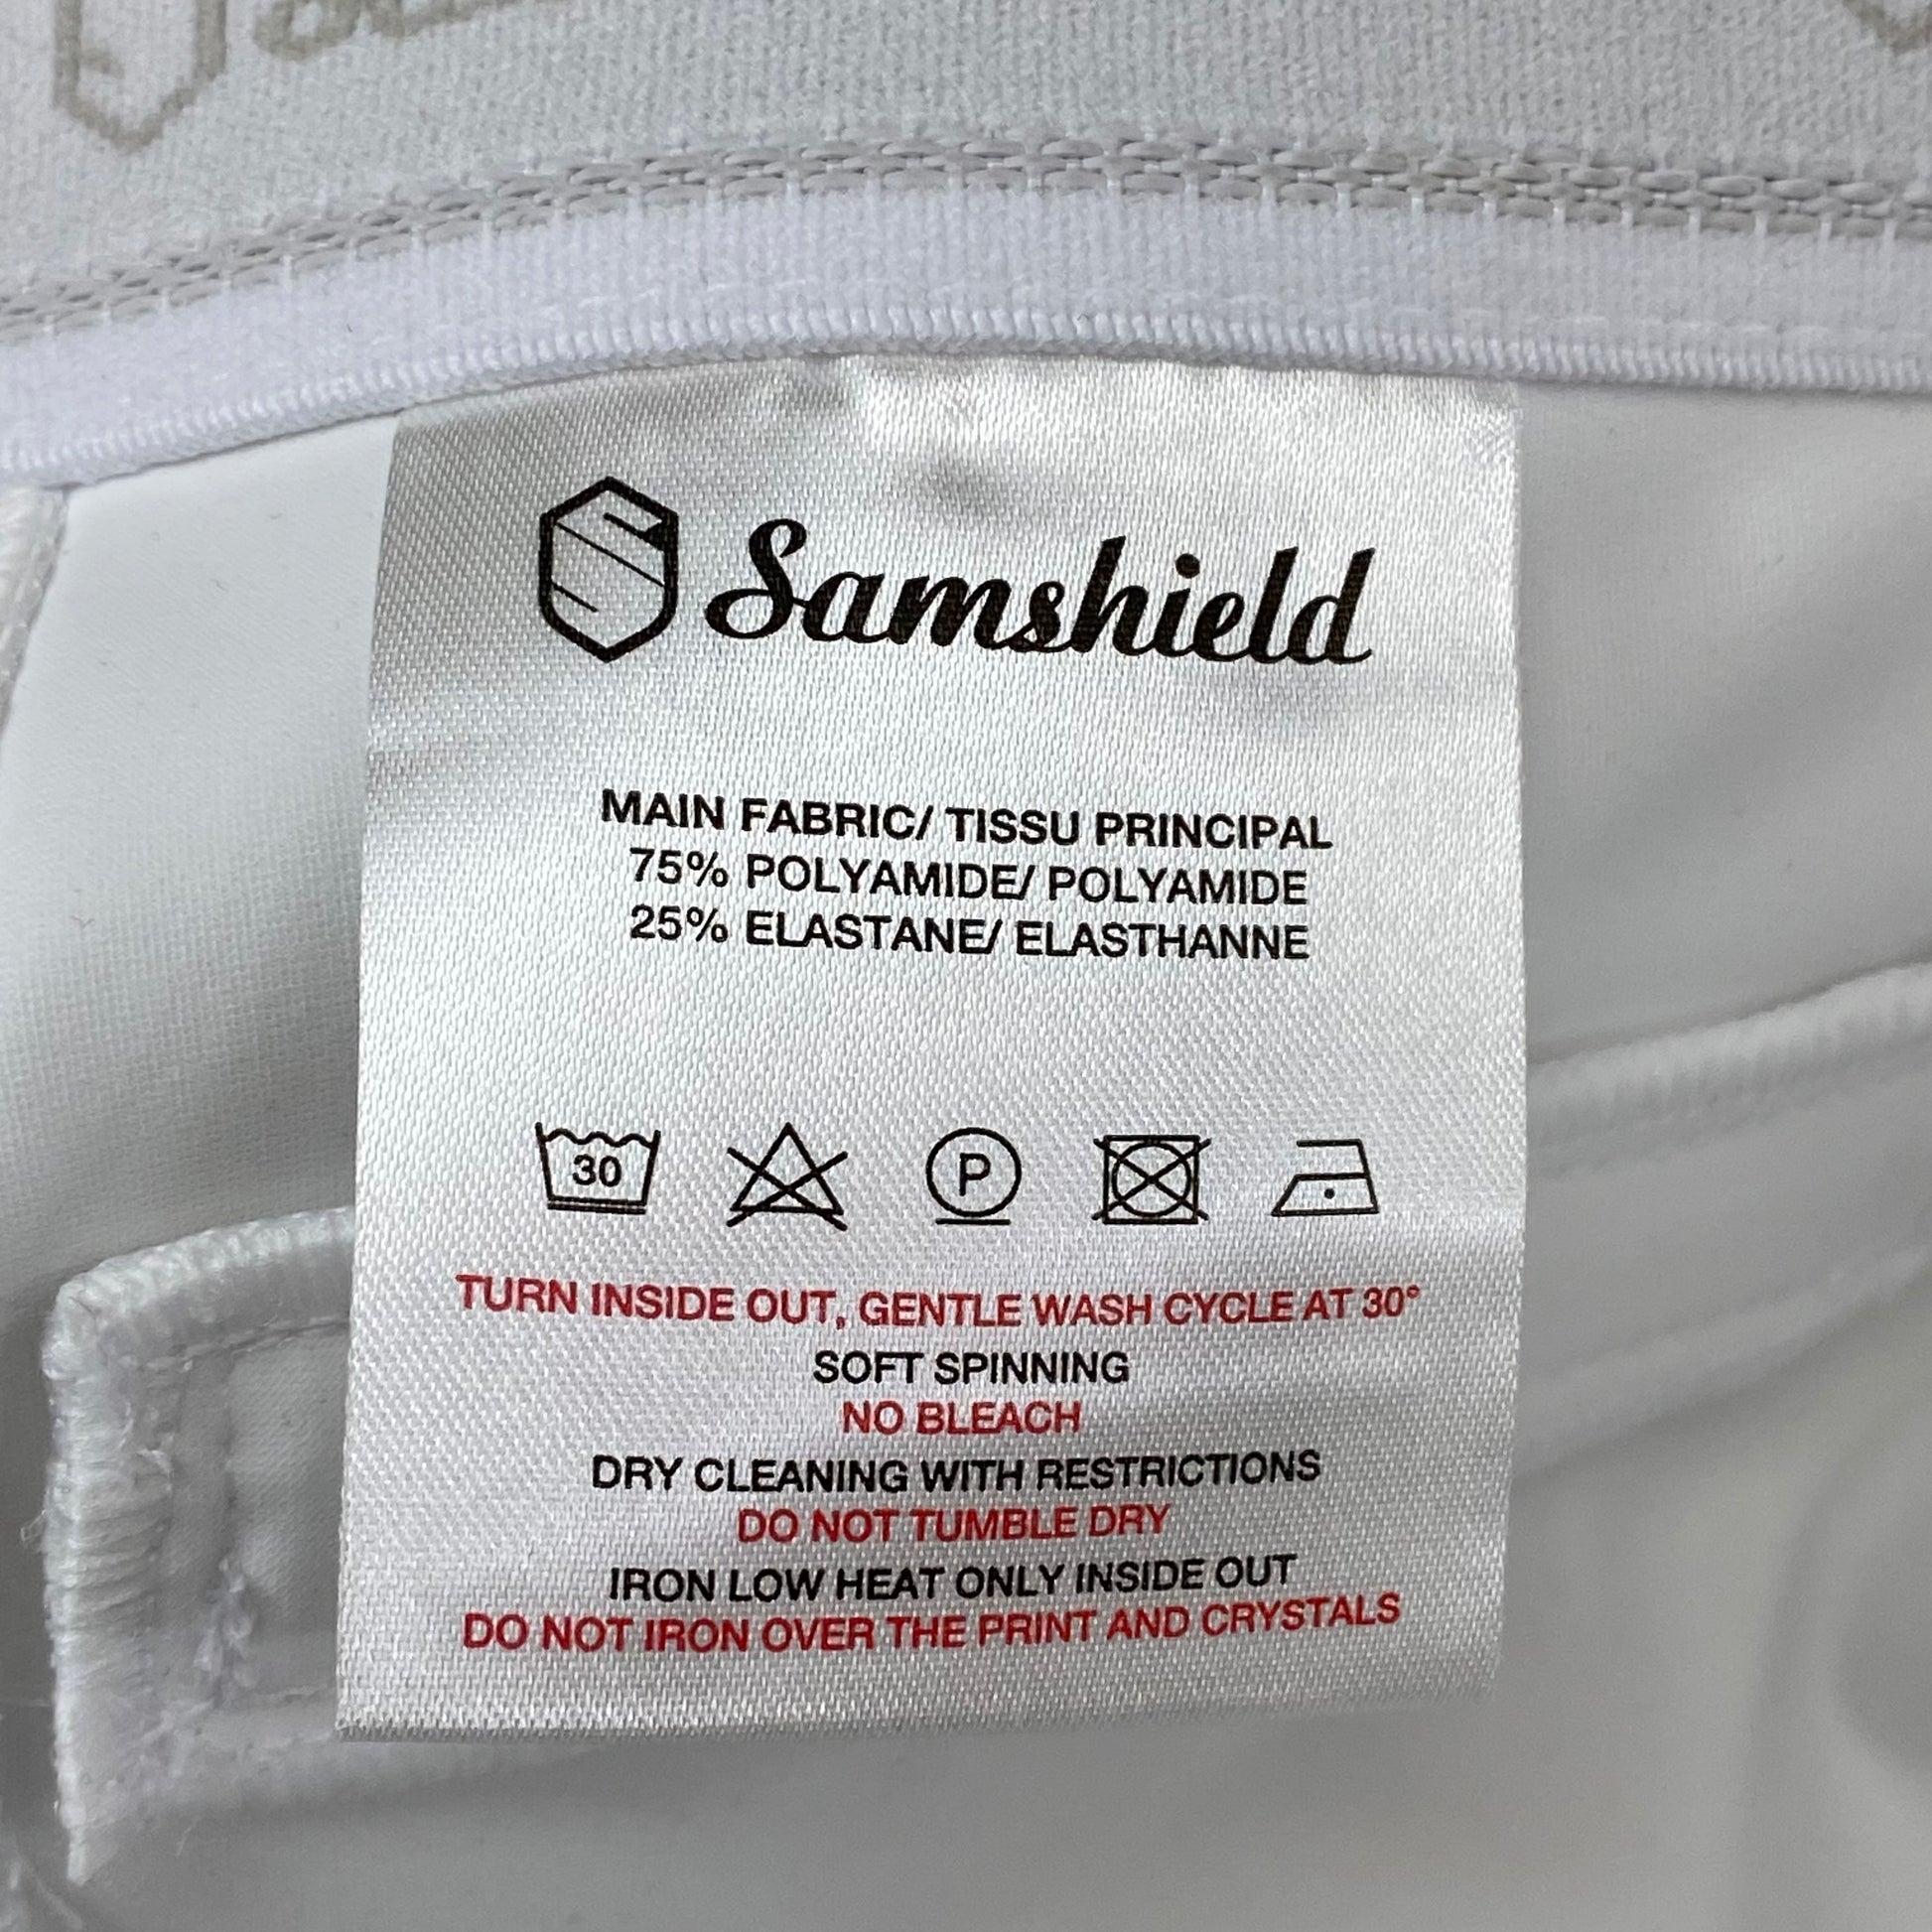 Samshield
MAIN FABRIC/ TISSU PRINCIPAL
75% POLYAMIDE/ POLYAMIDE
25% ELASTANE/ ELASTHANNE
30 P
TURN INSIDE OUT, GENTLE WASH CYCLE AT 30°
SOFT SPINNING
NO BLEACH
DRY CLEANING WITH RESTRICTIONS
DO NOT TUMBLE DRY
IRON LOW HEAT ONLY INSIDE OUT
DO NOT IRON OVER THE PRINT AND CRYSTALS